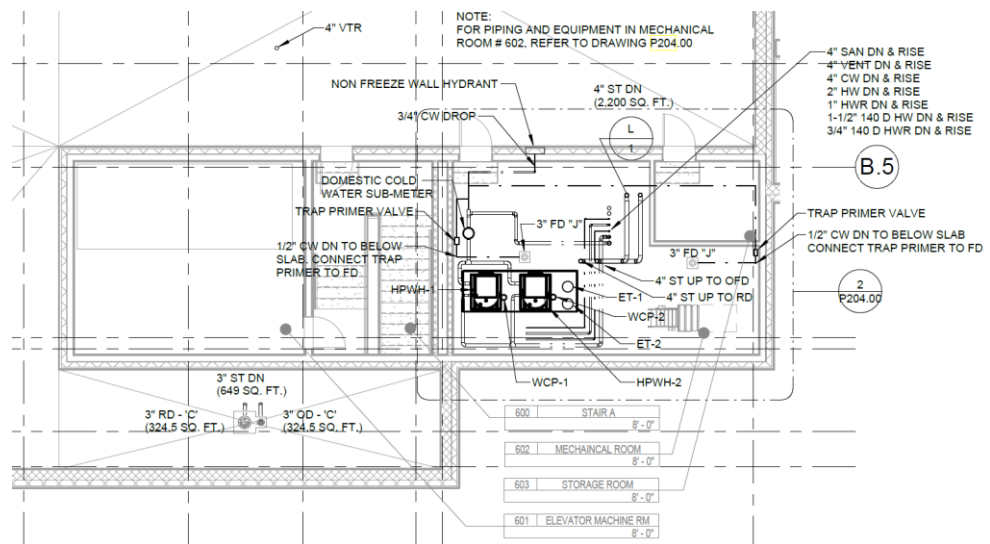 NOTE:
FOR PIPING AND EQUIPMENT IN MECHANICAL
ROOM # 602, REFER TO DRAWING P204.00
4" VTR
4" SAN DN & RISE
4" VENT DN & RISE
4" CW DN & RISE
2" HW DN & RISE
1" HWR DN & RISE
1-1/2" 140 D HW DN & RISE
3/4" 140 D HWR DN & RISE
NON FREEZE WALL HYDRANT
4" ST DN
(2,200 SQ. FT.)
3/4" CW DROP
L
1
B.5
DOMESTIC COLD
WATER SUB-METER
TRAP PRIMER VALVE
1/2" CW DN TO BELOW
SLAB. CONNECT TRAP
PRIMER TO FD
3" FD "J"
3" FD "J"
TRAP PRIMER VALVE
1/2" CW DN TO BELOW SLAB
CONNECT TRAP PRIMER TO FD
4" ST UP TO OFD
4" ST UP TO RD
HPWH-1
ET-1
WCP-2
ET-2
2
P204.00
WCP-1
HPWH-2
3" ST DN
(649 SQ. FT.)
3" RD - 'C'
(324.5 SQ. FT.)
3" OD - 'C'
(324.5 SQ. FT.)
600 STAIR A
8' - 0"
602 MECHAINCAL ROOM
8' - 0"
603 STORAGE ROOM
8' - 0"
601 ELEVATOR MACHINE RM
8' - 0"